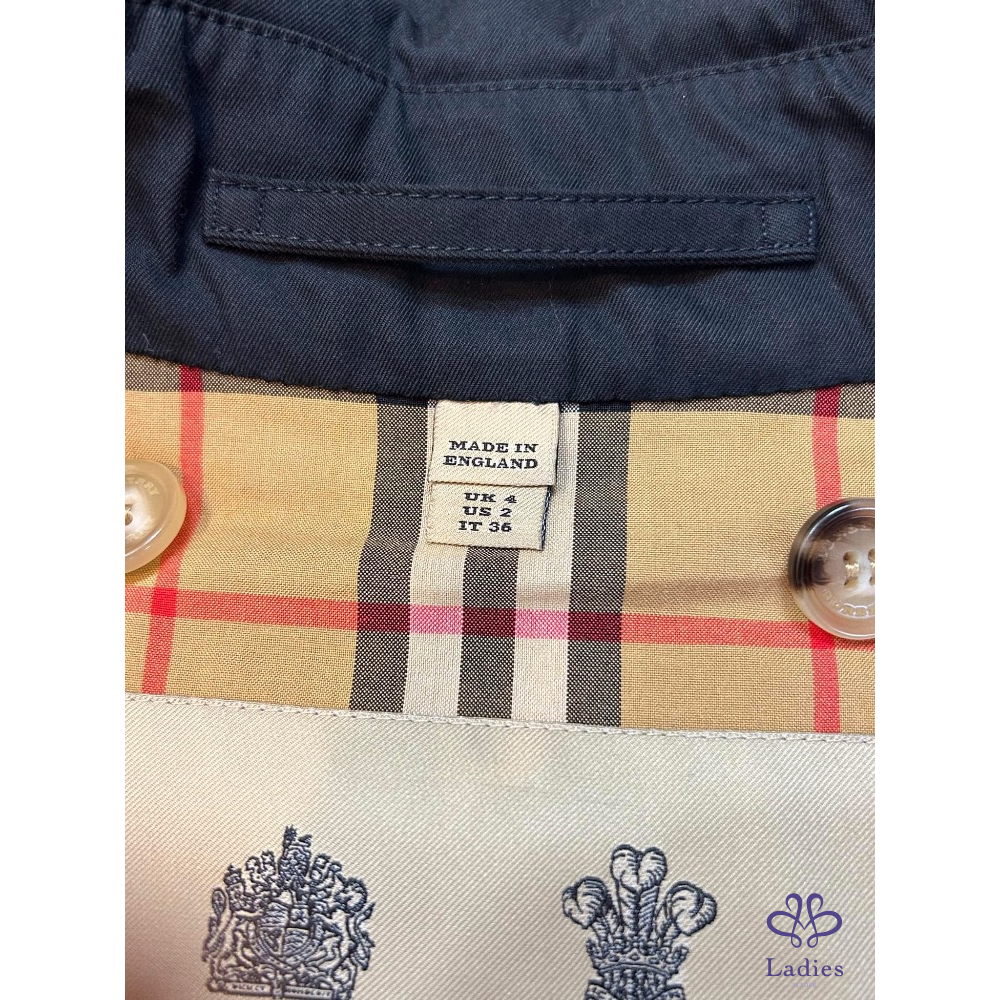 MADE IN
ENGLAND
UK 4
US 2
IT 36
Ladies